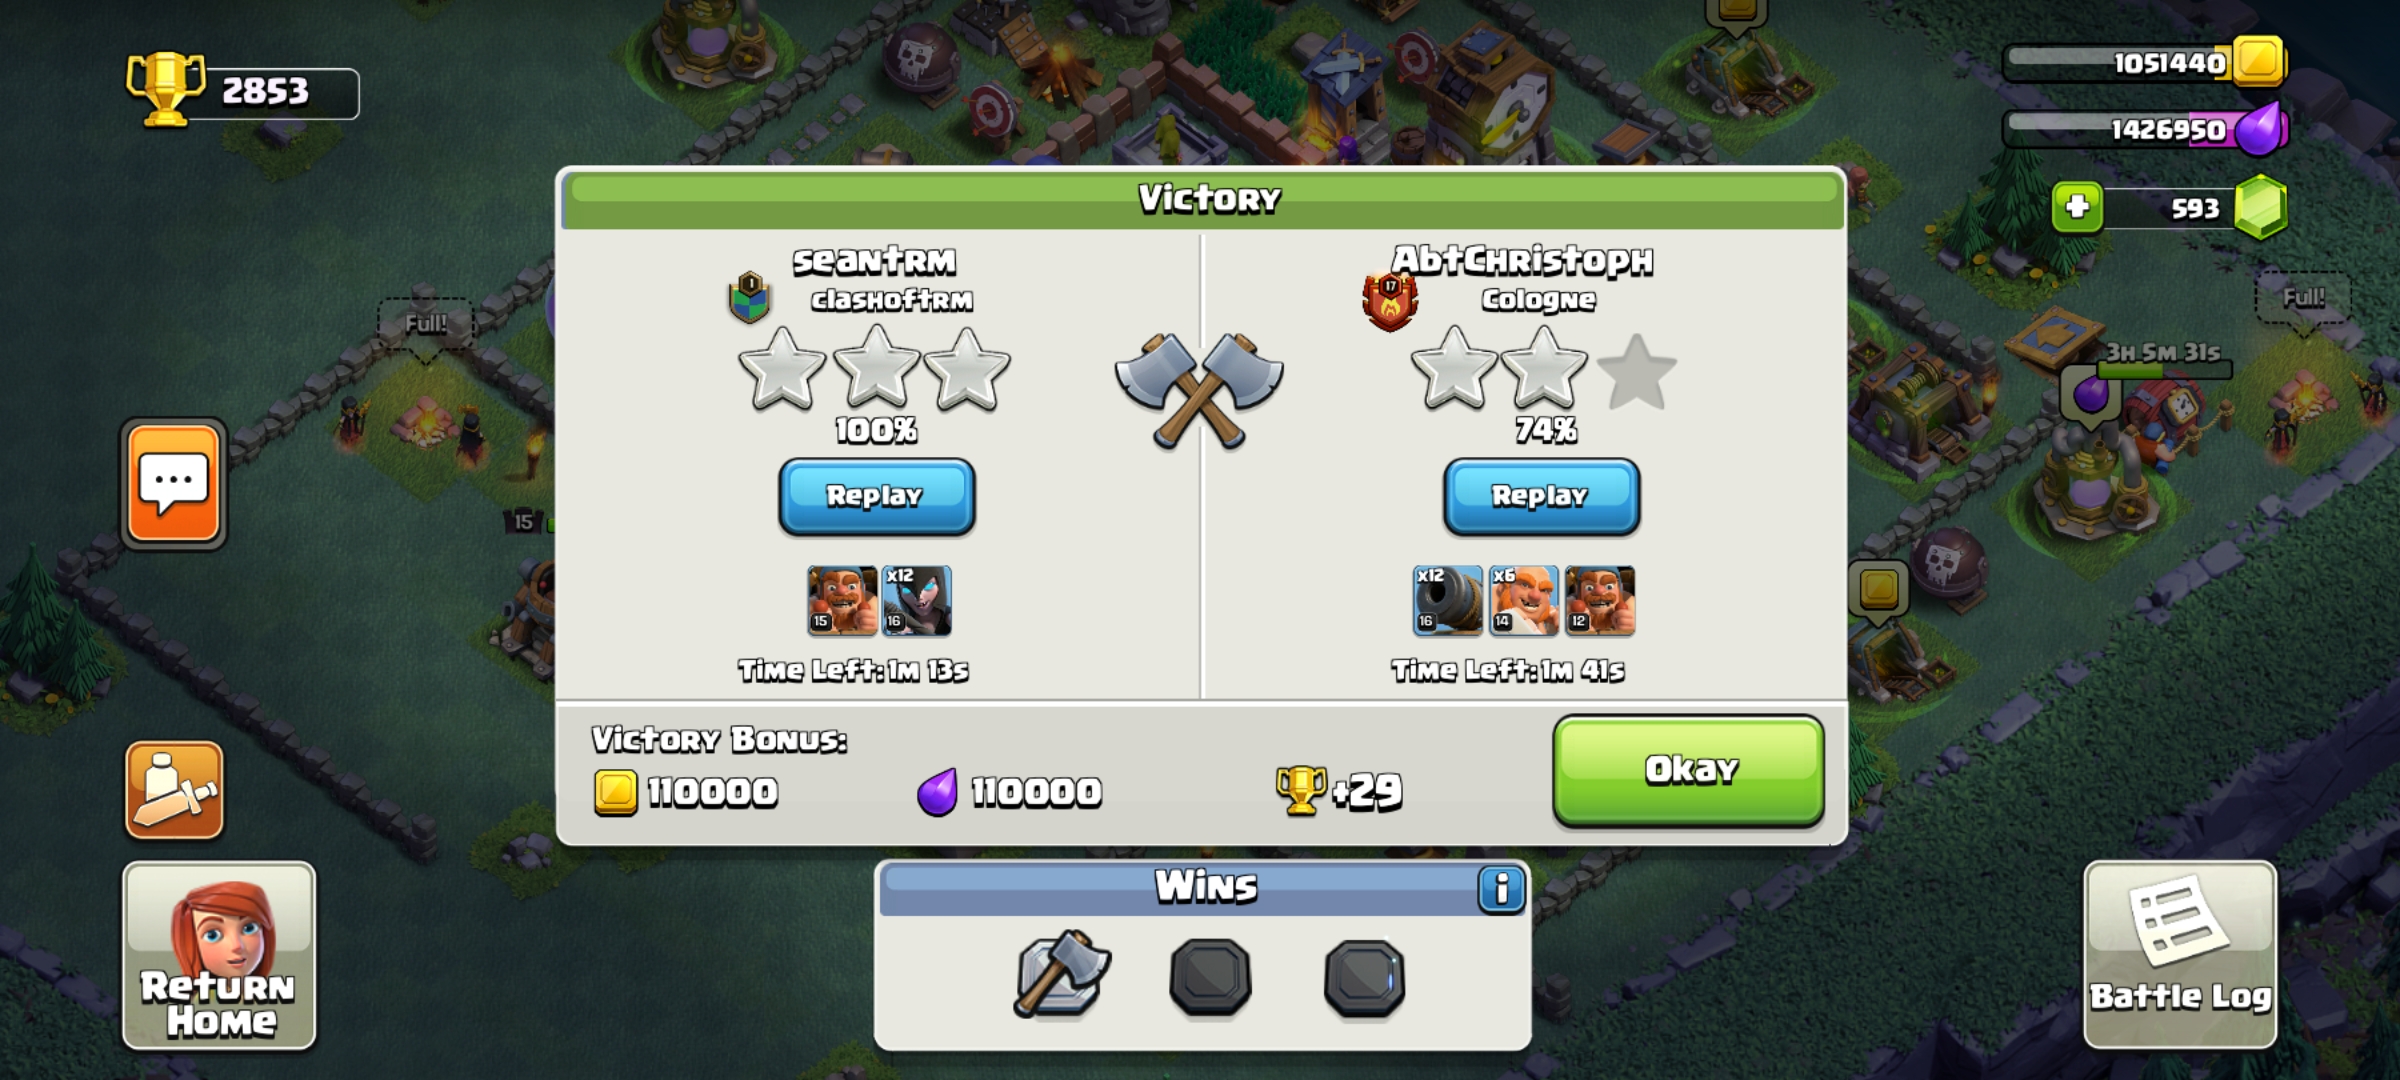 2853
1051440
1426950
593
Victory
seantrm
clashoftrm
1
100%
Replay
15
x12
16
Time Left: 1m 13s
AbtChristoph
Cologne
17
74%
Replay
x12
16
x6
14
12
Time Left: 1m 41s
Victory Bonus:
110000
110000
+29
Okay
Wins
i
Full!
Full!
3h 5m 31s
15
Return
Home
Battle Log